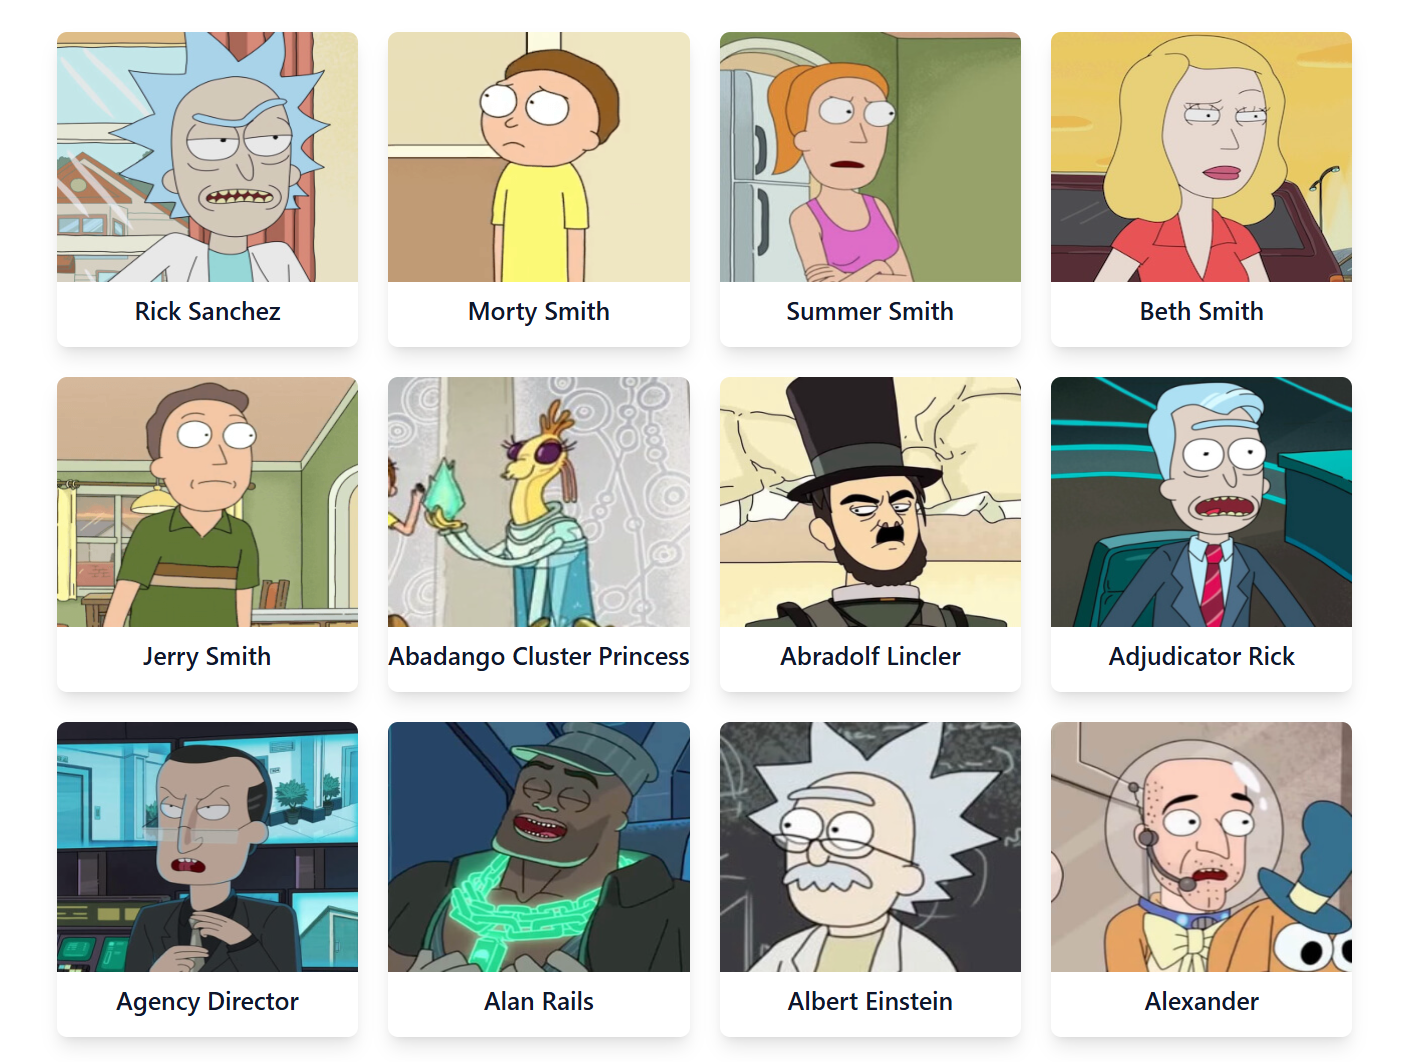 Rick Sanchez
Morty Smith
Summer Smith
Beth Smith
Jerry Smith
Abadango Cluster Princess
Abradolf Lincler
Adjudicator Rick
Agency Director
Alan Rails
Albert Einstein
Alexander